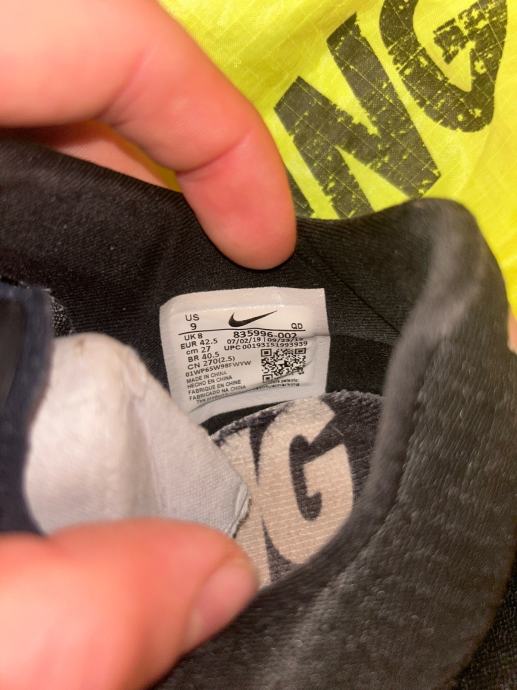 NG
US
9
QD
UK 8
835996-002
EUR 42.5
07/02/19 | 09/23/19
cm 27
UPC 00193151993939
BR 40.5
CN 270(2.5)
01WP65W98FWYW
MADE IN CHINA
HECHO EN CHINA
FABRIQUE EN CHINE
FABRICADO NA CHINA
NG